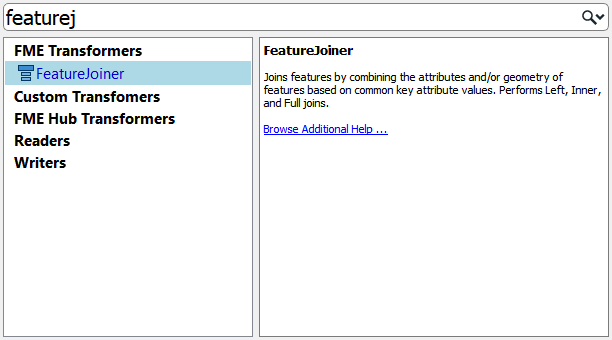 featurej
FME Transformers
FeatureJoiner
Custom Transfomers
FME Hub Transformers
Readers
Writers
FeatureJoiner
Joins features by combining the attributes and/or geometry of
features based on common key attribute values. Performs Left, Inner,
and Full joins.
Browse Additional Help ...